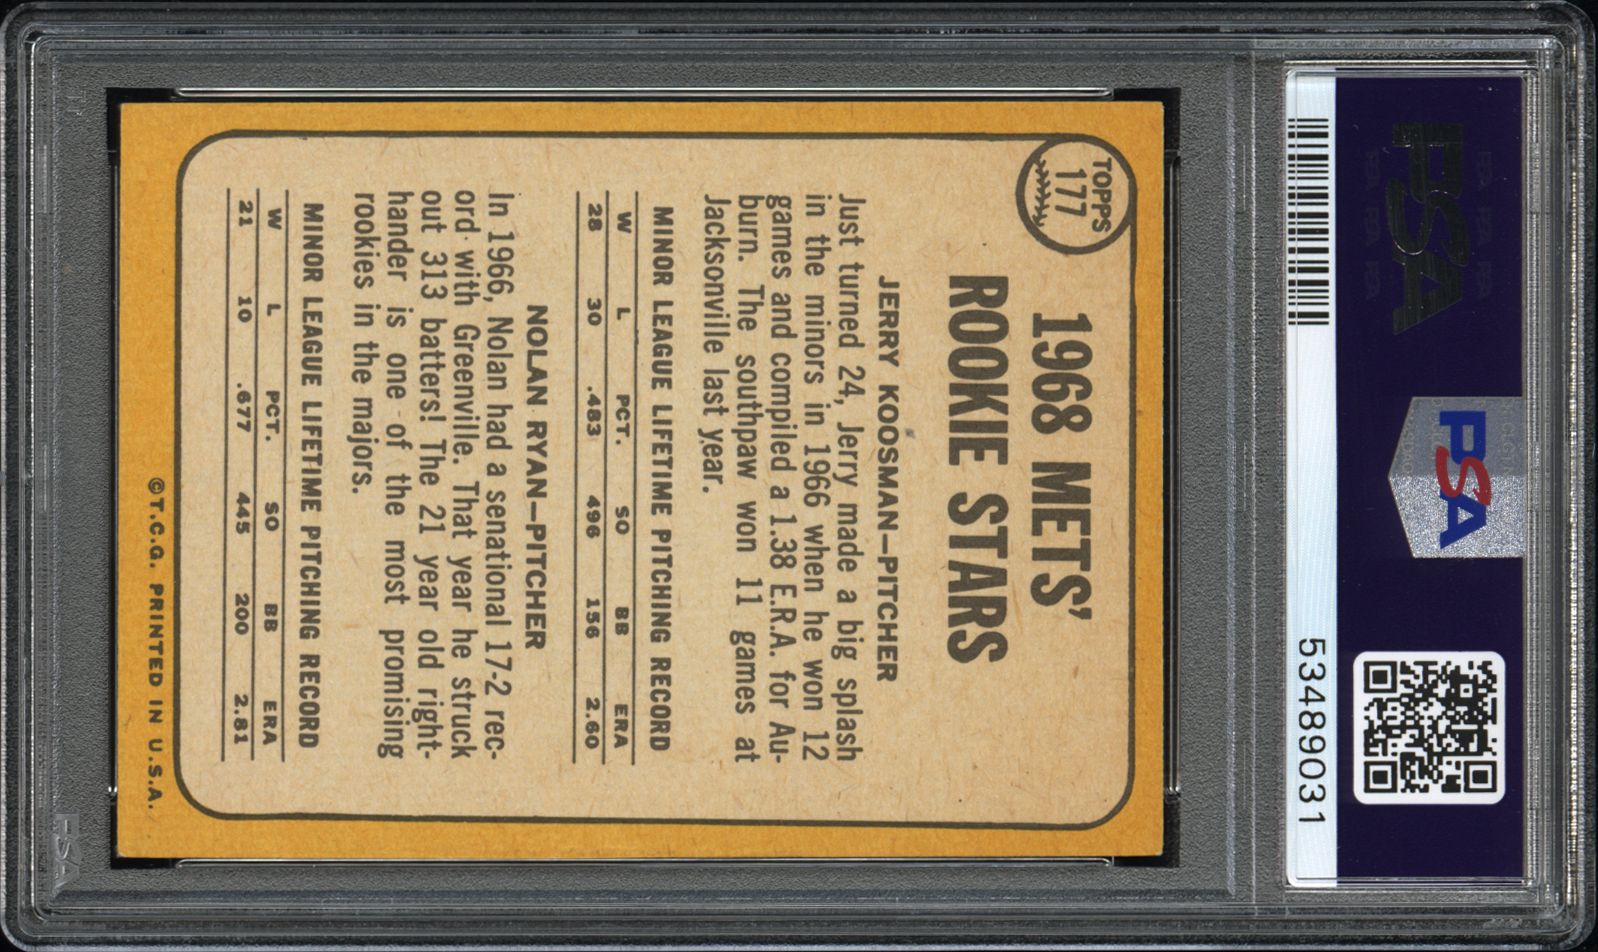 PSA
PSA
53489031
TOPPS
177
1968 METS'
ROOKIE STARS
JERRY KOOSMAN—PITCHER
Just turned 24, Jerry made a big splash
in the minors in 1966 when he won 12
games and compiled a 1.38 E.R.A. for Au-
burn. The southpaw won 11 games at
Jacksonville last year.
MINOR LEAGUE LIFETIME PITCHING RECORD
W L PCT. SO BB ERA
28 30 .483 496 156 2.60
NOLAN RYAN—PITCHER
In 1966, Nolan had a senational 17-2 rec-
ord with Greenville. That year he struck
out 313 batters! The 21 year old right-
hander is one of the most promising
rookies in the majors.
MINOR LEAGUE LIFETIME PITCHING RECORD
W L PCT. SO BB ERA
21 10 .677 445 200 2.81
©T.C.G. PRINTED IN U.S.A.
PSA